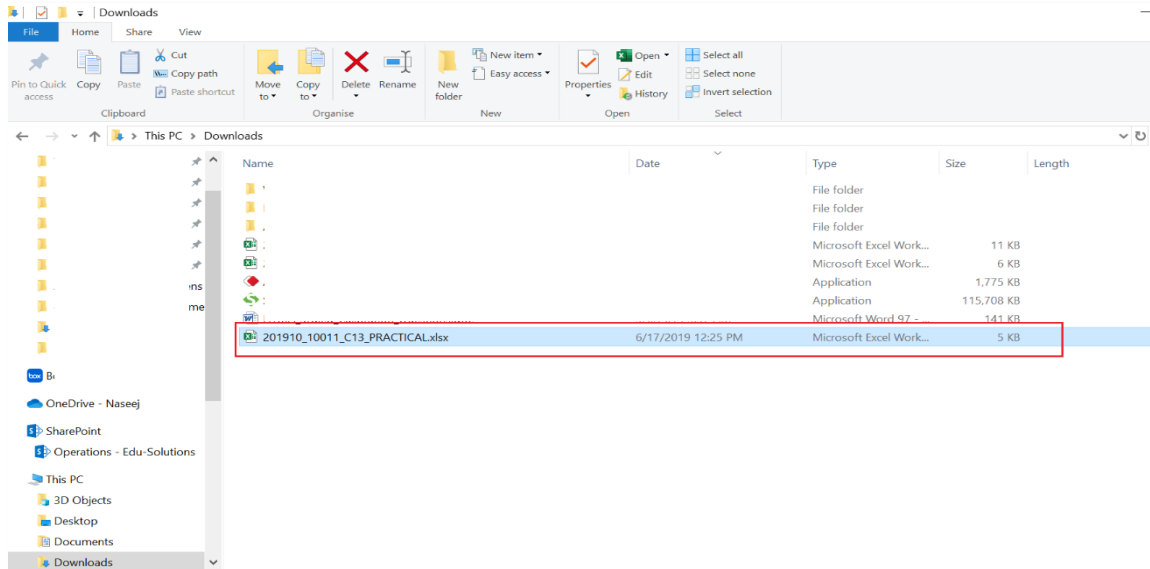 Downloads
File Home Share View
Pin to Quick access
Copy
Paste
Cut
Copy path
Paste shortcut
Clipboard
Move to
Copy to
Delete
Rename
Organise
New folder
New item
Easy access
New
Properties
Open
Edit
History
Open
Select all
Select none
Invert selection
Select
This PC > Downloads
Name Date Type Size Length
File folder
File folder
File folder
Microsoft Excel Work... 11 KB
Microsoft Excel Work... 6 KB
Application 1,775 KB
Application 115,708 KB
Microsoft Word 97 - ... 141 KB
201910_10011_C13_PRACTICAL.xlsx 6/17/2019 12:25 PM Microsoft Excel Work... 5 KB
ens
me
box
OneDrive - Naseej
SharePoint
Operations - Edu-Solutions
This PC
3D Objects
Desktop
Documents
Downloads